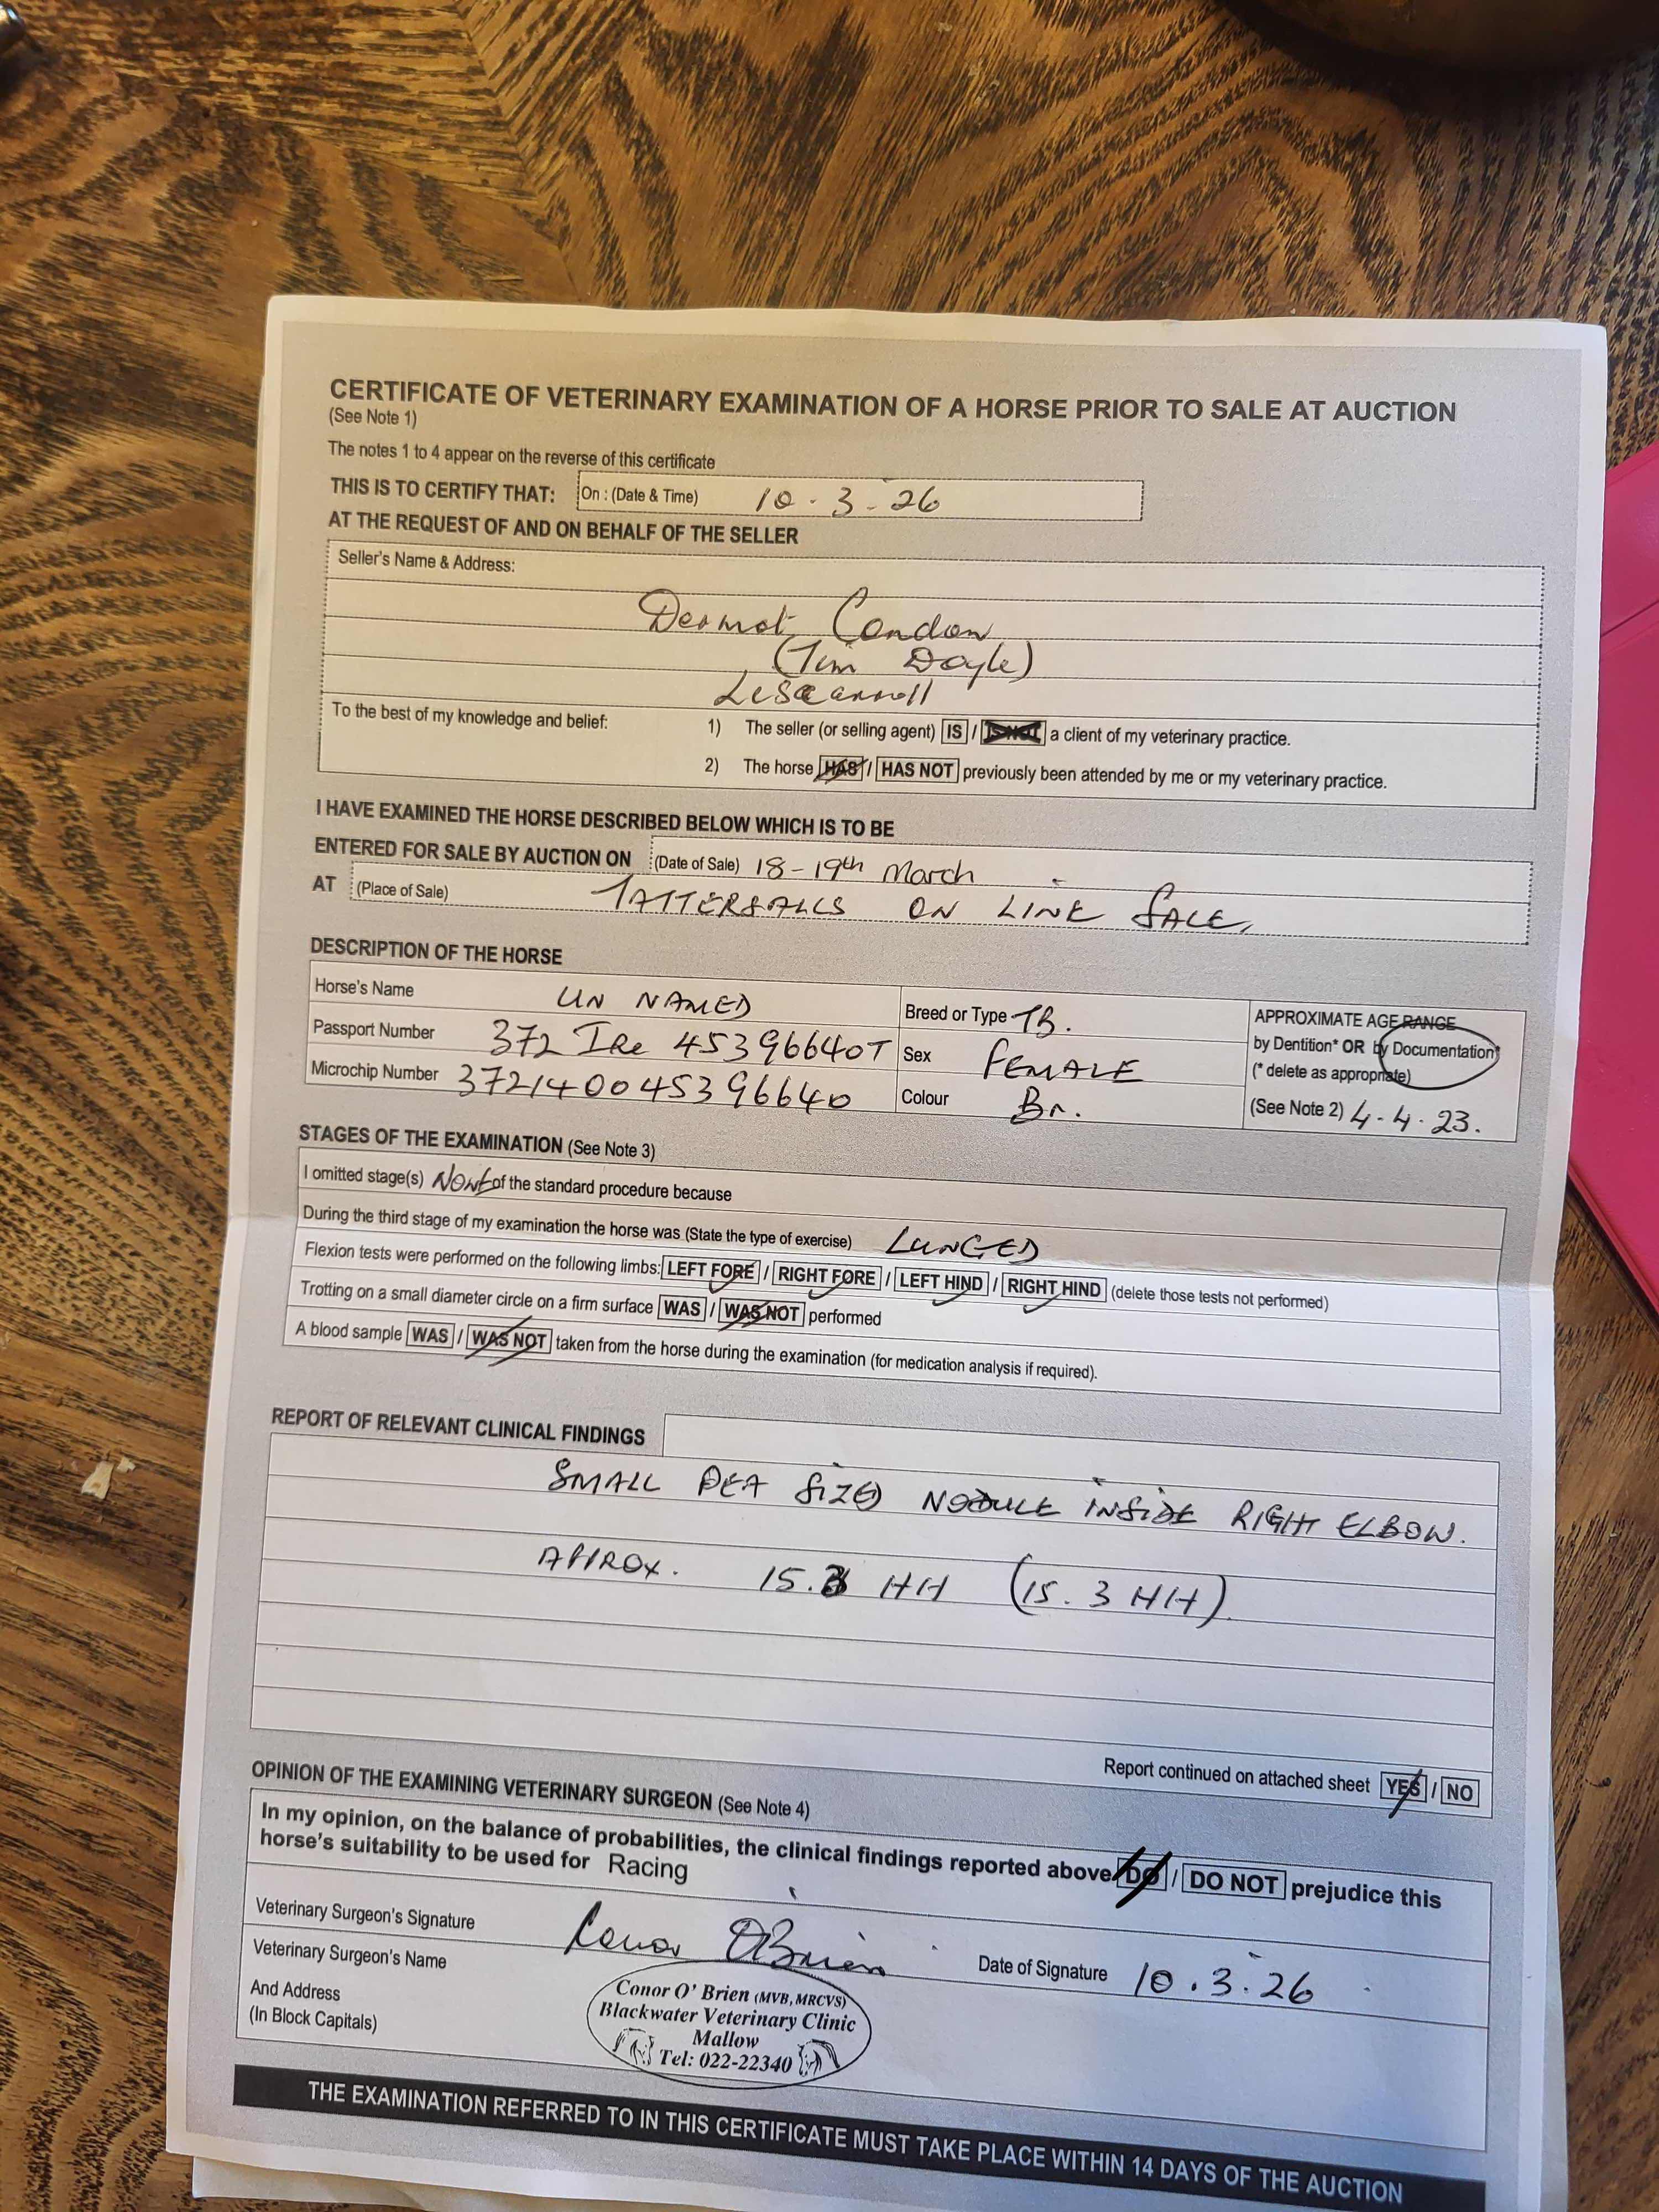 CERTIFICATE OF VETERINARY EXAMINATION OF A HORSE PRIOR TO SALE AT AUCTION
(See Note 1)
The notes 1 to 4 appear on the reverse of this certificate
THIS IS TO CERTIFY THAT: On : (Date & Time) 10 - 3 - 26
AT THE REQUEST OF AND ON BEHALF OF THE SELLER
Seller's Name & Address:
Dermot Condon
(Tim Doyle)
To the best of my knowledge and belief: 1) The seller (or selling agent) IS / IS NOT a client of my veterinary practice.
2) The horse HAS / HAS NOT previously been attended by me or my veterinary practice.
I HAVE EXAMINED THE HORSE DESCRIBED BELOW WHICH IS TO BE
ENTERED FOR SALE BY AUCTION ON (Date of Sale) 18 - 19th March
AT (Place of Sale) TATTERSALLS ON LINE SALE.
DESCRIPTION OF THE HORSE
Horse's Name UN NAMED Breed or Type TB. APPROXIMATE AGE RANGE
Passport Number 372 IRe 45396640T Sex FEMALE by Dentition* OR by Documentation*
(* delete as appropriate)
Microchip Number 372140045396640 Colour Br. (See Note 2) 4 - 4 - 23.
STAGES OF THE EXAMINATION (See Note 3)
I omitted stage(s) NONE of the standard procedure because
During the third stage of my examination the horse was (State the type of exercise) LUNGED
Flexion tests were performed on the following limbs: LEFT FORE / RIGHT FORE / LEFT HIND / RIGHT HIND (delete those tests not performed)
Trotting on a small diameter circle on a firm surface WAS / WAS NOT performed
A blood sample WAS / WAS NOT taken from the horse during the examination (for medication analysis if required).
REPORT OF RELEVANT CLINICAL FINDINGS
SMALL PEA SIZED NODULE INSIDE RIGHT ELBOW.
APPROX. 15.3 HH (15.3 HH)
Report continued on attached sheet YES / NO
OPINION OF THE EXAMINING VETERINARY SURGEON (See Note 4)
In my opinion, on the balance of probabilities, the clinical findings reported above DO / DO NOT prejudice this
horse's suitability to be used for Racing
Veterinary Surgeon's Signature Conor O'Brien Date of Signature 10.3.26
Veterinary Surgeon's Name
And Address
(In Block Capitals)
Conor O' Brien (MVB, MRCVS)
Blackwater Veterinary Clinic
Mallow
Tel: 022-22340
THE EXAMINATION REFERRED TO IN THIS CERTIFICATE MUST TAKE PLACE WITHIN 14 DAYS OF THE AUCTION